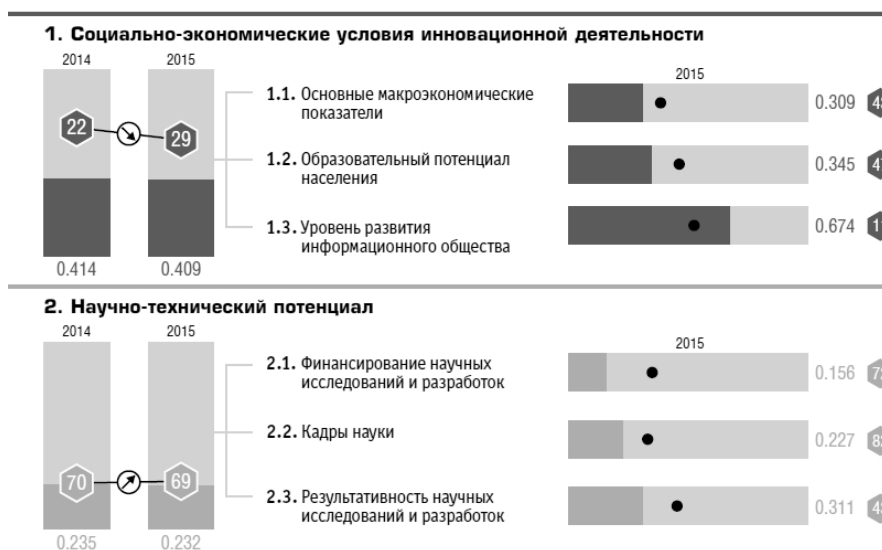 1. Социально-экономические условия инновационной деятельности
2014 2015
22
29
0.414 0.409
1.1. Основные макроэкономические
показатели
1.2. Образовательный потенциал
населения
1.3. Уровень развития
информационного общества
2015
0.309
0.345
0.674
2. Научно-технический потенциал
2014 2015
70
69
0.235 0.232
2.1. Финансирование научных
исследований и разработок
2.2. Кадры науки
2.3. Результативность научных
исследований и разработок
2015
0.156
0.227
0.311